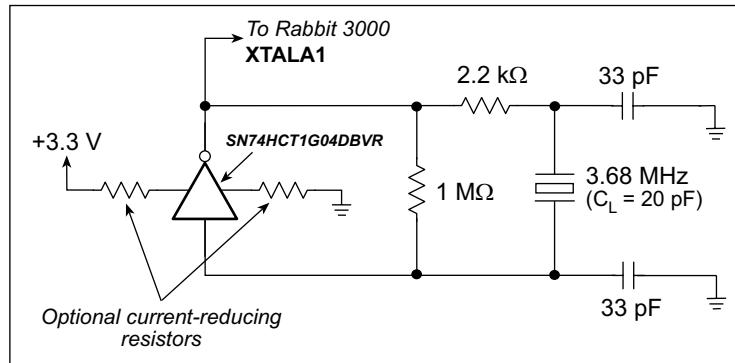 To Rabbit 3000
XTALA1
2.2 kΩ
33 pF
+3.3 V
SN74HCT1G04DBVR
1 MΩ
3.68 MHz
(C_L = 20 pF)
33 pF
Optional current-reducing
resistors